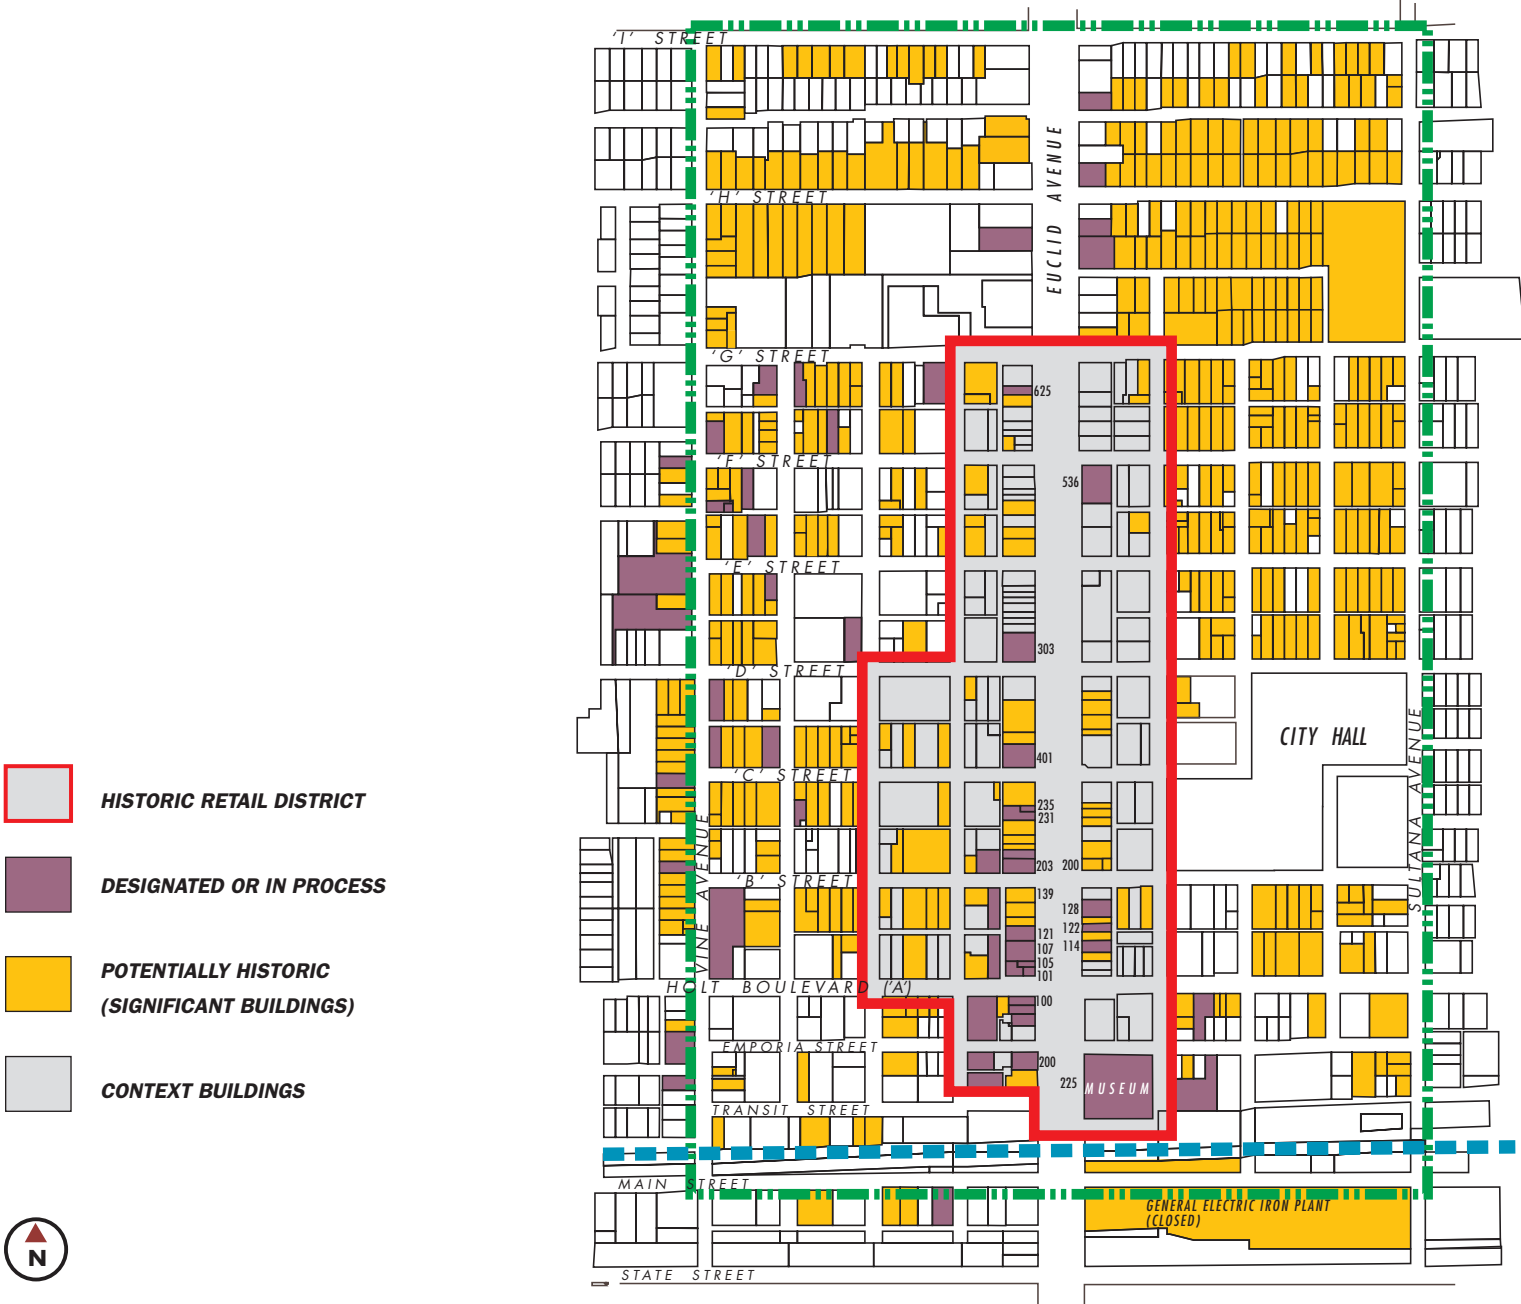 'I' STREET
EUCLID AVENUE
'H' STREET
'G' STREET
625
'F' STREET
536
'E' STREET
303
'D' STREET
CITY HALL
SULTANA AVENUE
401
'C' STREET
HISTORIC RETAIL DISTRICT
235
231
VINE AVENUE
203 200
DESIGNATED OR IN PROCESS
'B' STREET
139
128
121
122
107
114
105
101
POTENTIALLY HISTORIC
(SIGNIFICANT BUILDINGS)
HOLT BOULEVARD ('A')
100
EMPORIA STREET
200
225
MUSEUM
CONTEXT BUILDINGS
TRANSIT STREET
MAIN STREET
GENERAL ELECTRIC IRON PLANT
(CLOSED)
N
STATE STREET